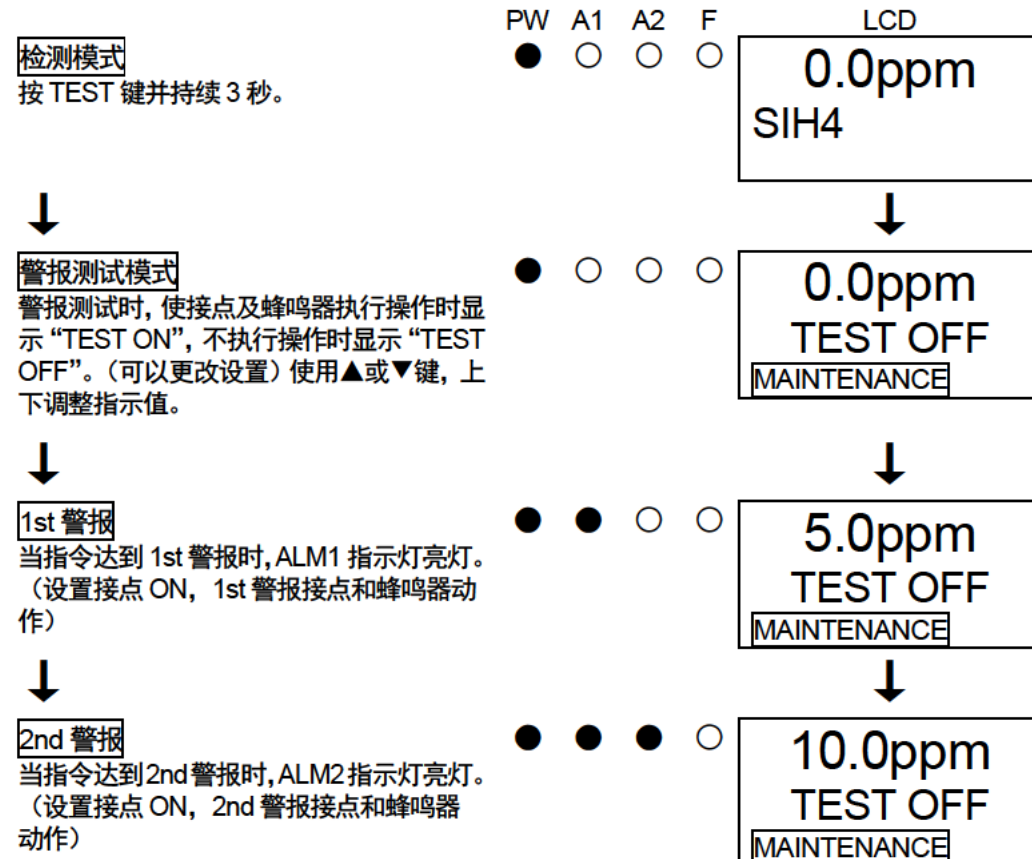 PW A1 A2 F LCD
检测模式
按 TEST 键并持续 3 秒。
0.0ppm
SIH4
警报测试模式
警报测试时，使接点及蜂鸣器执行操作时显
示 “TEST ON”，不执行操作时显示 “TEST
OFF”。（可以更改设置）使用▲或▼键，上
下调整指示值。
0.0ppm
TEST OFF
MAINTENANCE
1st 警报
当指令达到 1st 警报时，ALM1 指示灯亮灯。
（设置接点 ON，1st 警报接点和蜂鸣器动
作）
5.0ppm
TEST OFF
MAINTENANCE
2nd 警报
当指令达到2nd 警报时，ALM2 指示灯亮灯。
（设置接点 ON，2nd 警报接点和蜂鸣器
动作）
10.0ppm
TEST OFF
MAINTENANCE